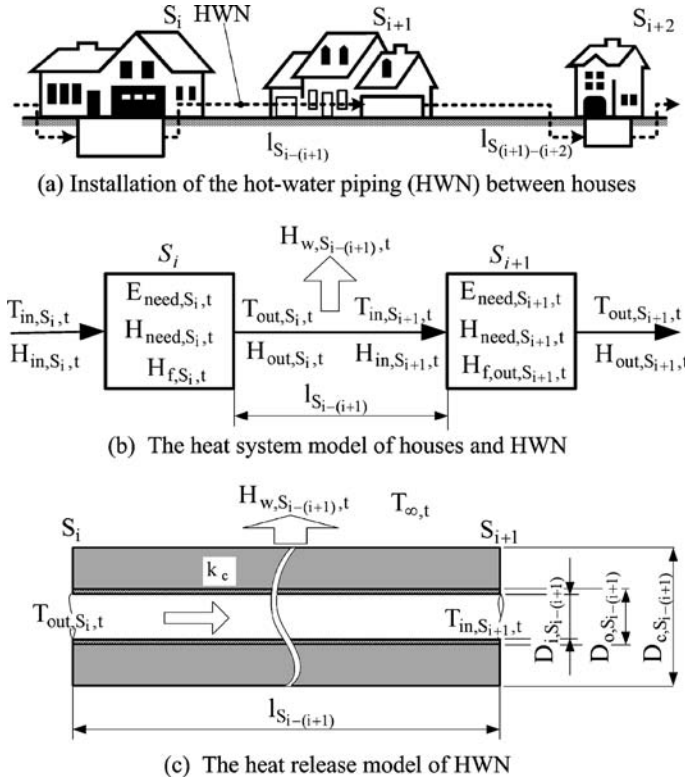 S_i HWN S_{i+1} S_{i+2}
l_{S_{i-(i+1)}} l_{S_{(i+1)-(i+2)}}
(a) Installation of the hot-water piping (HWN) between houses
H_{w,S_{i-(i+1)},t}
S_i S_{i+1}
T_{in,S_i,t} E_{need,S_i,t} T_{out,S_i,t} T_{in,S_{i+1},t} E_{need,S_{i+1},t} T_{out,S_{i+1},t}
H_{in,S_i,t} H_{need,S_i,t} H_{out,S_i,t} H_{in,S_{i+1},t} H_{need,S_{i+1},t} H_{out,S_{i+1},t}
H_{f,S_i,t} H_{f,out,S_{i+1},t}
l_{S_{i-(i+1)}}
(b) The heat system model of houses and HWN
H_{w,S_{i-(i+1)},t} T_{∞,t}
S_i S_{i+1}
k_c
T_{out,S_i,t} T_{in,S_{i+1},t} D_{i,S_{i-(i+1)}} D_{o,S_{i-(i+1)}} D_{c,S_{i-(i+1)}}
l_{S_{i-(i+1)}}
(c) The heat release model of HWN